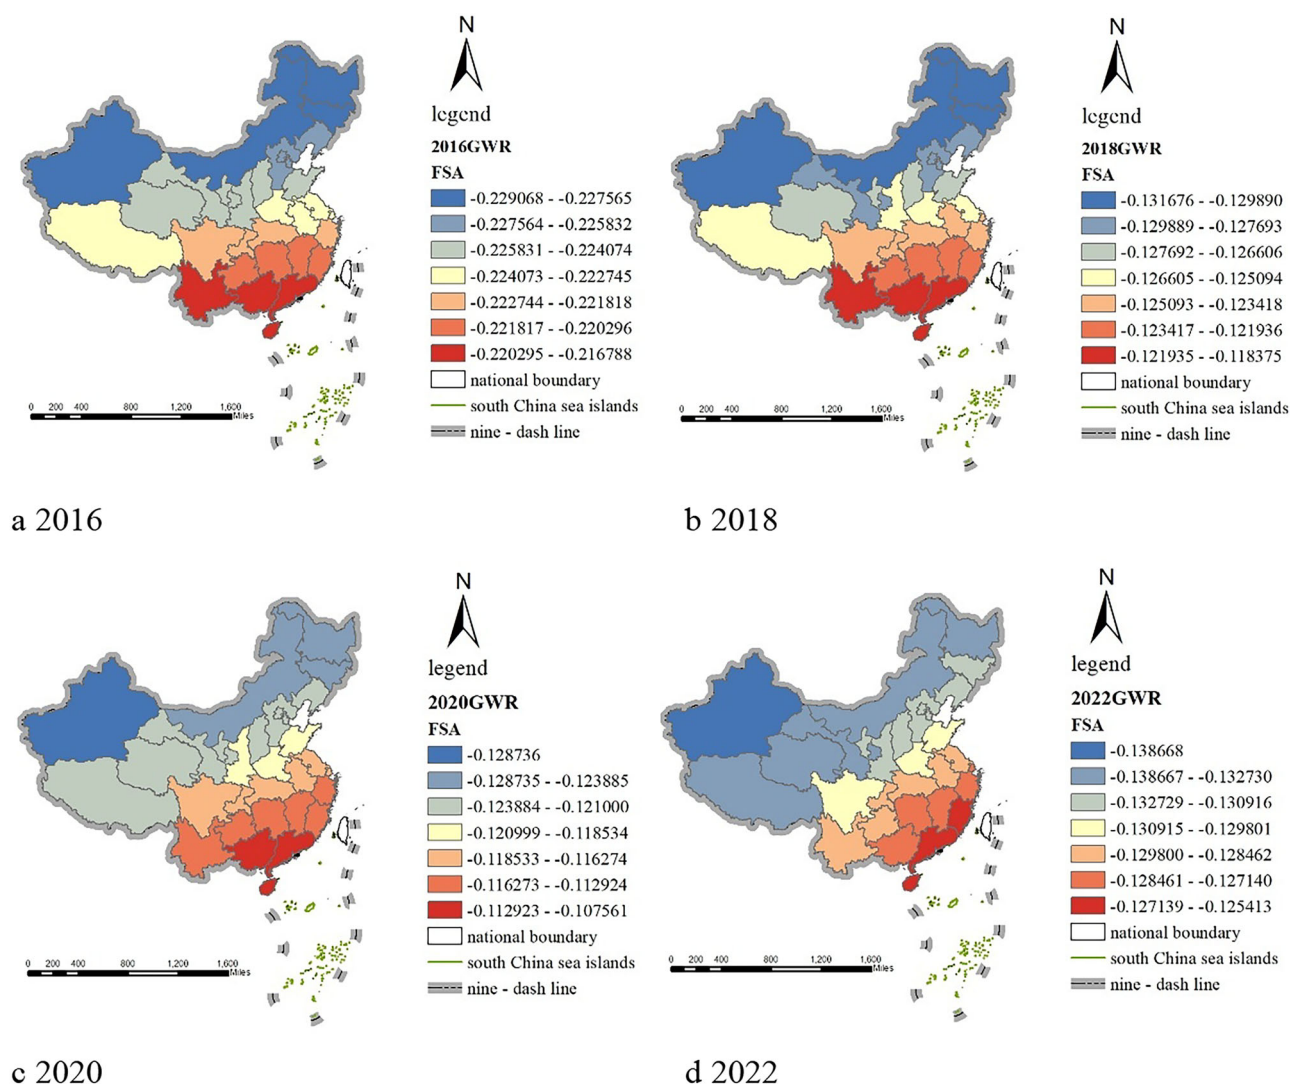 N
legend
2016GWR
FSA
-0.229068 - -0.227565
-0.227564 - -0.225832
-0.225831 - -0.224074
-0.224073 - -0.222745
-0.222744 - -0.221818
-0.221817 - -0.220296
-0.220295 - -0.216788
national boundary
south China sea islands
nine - dash line
0 200 400 800 1,200 1,600
Miles
a 2016
N
legend
2018GWR
FSA
-0.131676 - -0.129890
-0.129889 - -0.127693
-0.127692 - -0.126606
-0.126605 - -0.125094
-0.125093 - -0.123418
-0.123417 - -0.121936
-0.121935 - -0.118375
national boundary
south China sea islands
nine - dash line
0 200 400 800 1,200 1,600
Miles
b 2018
N
legend
2020GWR
FSA
-0.128736
-0.128735 - -0.123885
-0.123884 - -0.121000
-0.120999 - -0.118534
-0.118533 - -0.116274
-0.116273 - -0.112924
-0.112923 - -0.107561
national boundary
south China sea islands
nine - dash line
0 200 400 800 1,200 1,600
Miles
c 2020
N
legend
2022GWR
FSA
-0.138668
-0.138667 - -0.132730
-0.132729 - -0.130916
-0.130915 - -0.129801
-0.129800 - -0.128462
-0.128461 - -0.127140
-0.127139 - -0.125413
national boundary
south China sea islands
nine - dash line
0 200 400 800 1,200 1,600
Miles
d 2022